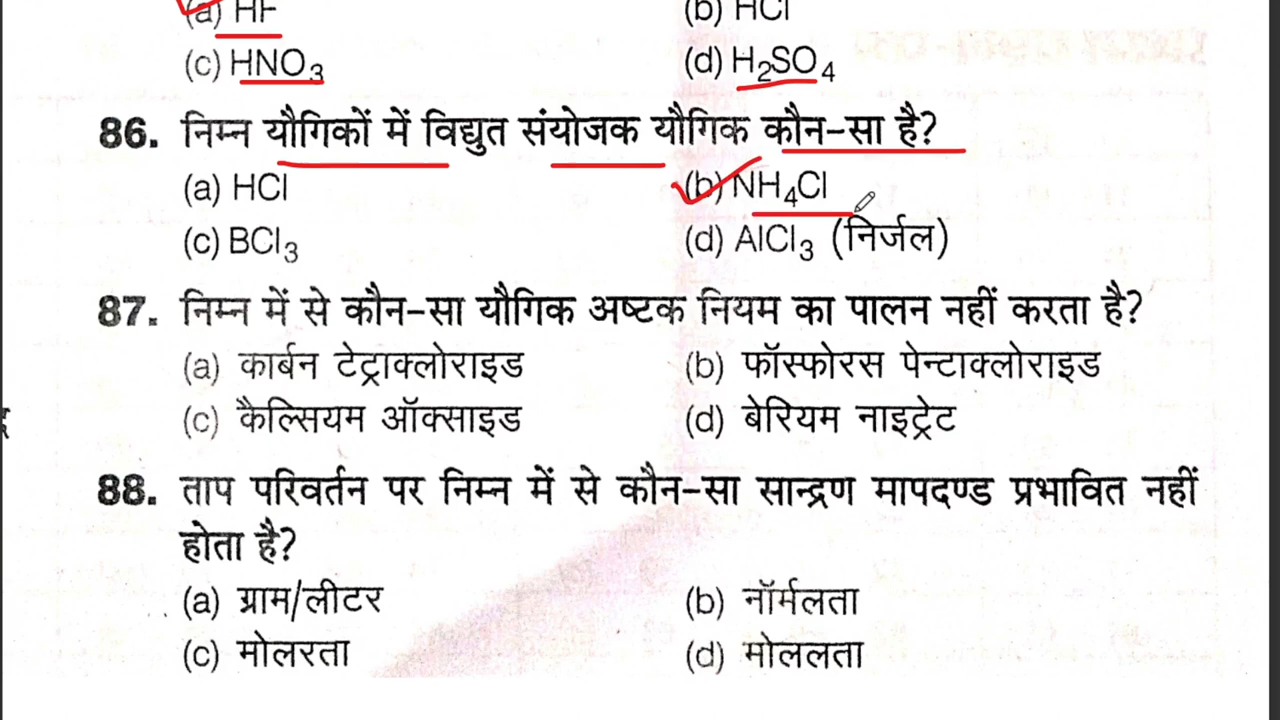 (a) HF (b) HCl
(c) HNO₃ (d) H₂SO₄
86. निम्न यौगिकों में विद्युत संयोजक यौगिक कौन-सा है?
(a) HCl (b) NH₄Cl
(c) BCl₃ (d) AlCl₃ (निर्जल)
87. निम्न में से कौन-सा यौगिक अष्टक नियम का पालन नहीं करता है?
(a) कार्बन टेट्राक्लोराइड (b) फॉस्फोरस पेन्टाक्लोराइड
(c) कैल्सियम ऑक्साइड (d) बेरियम नाइट्रेट
88. ताप परिवर्तन पर निम्न में से कौन-सा सान्द्रण मापदण्ड प्रभावित नहीं
होता है?
(a) ग्राम/लीटर (b) नॉर्मलता
(c) मोलरता (d) मोललता